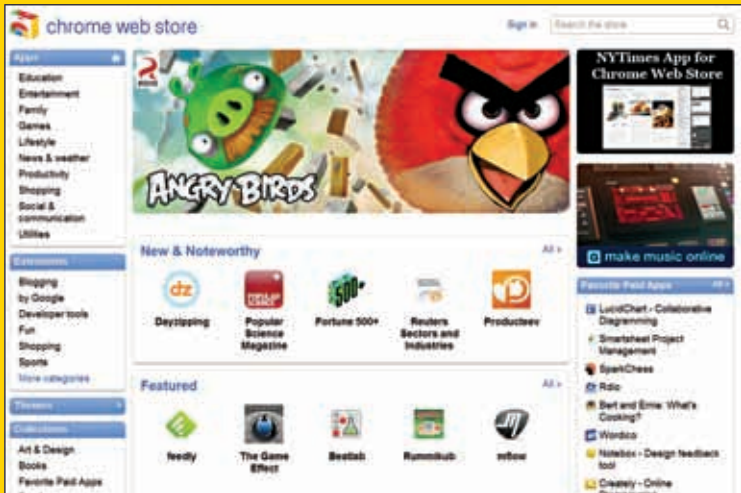 chrome web store
Sign in
Search the store
Apps
Education
Entertainment
Family
Games
Lifestyle
News & weather
Productivity
Shopping
Social &
communication
Utilities
Extensions
Blogging
by Google
Developer tools
Fun
Shopping
Sports
More categories
Themes
Collections
Art & Design
Books
Favorite Paid Apps
ANGRY BIRDS
New & Noteworthy
All »
Dayzipping
Popular
Science
Magazine
500+
Fortune 500+
Reuters
Sectors and
Industries
Producteev
Featured
All »
feedly
The Game
Effect
Beatlab
Rummikub
mflow
NYTimes App for
Chrome Web Store
make music online
Favorite Paid Apps
All »
LucidChart - Collaborative
Diagramming
Smartsheet Project
Management
SparkChess
Rdio
Bert and Ernie: What's
Cooking?
Wordico
Notebox - Design feedback
tool
Creately - Online